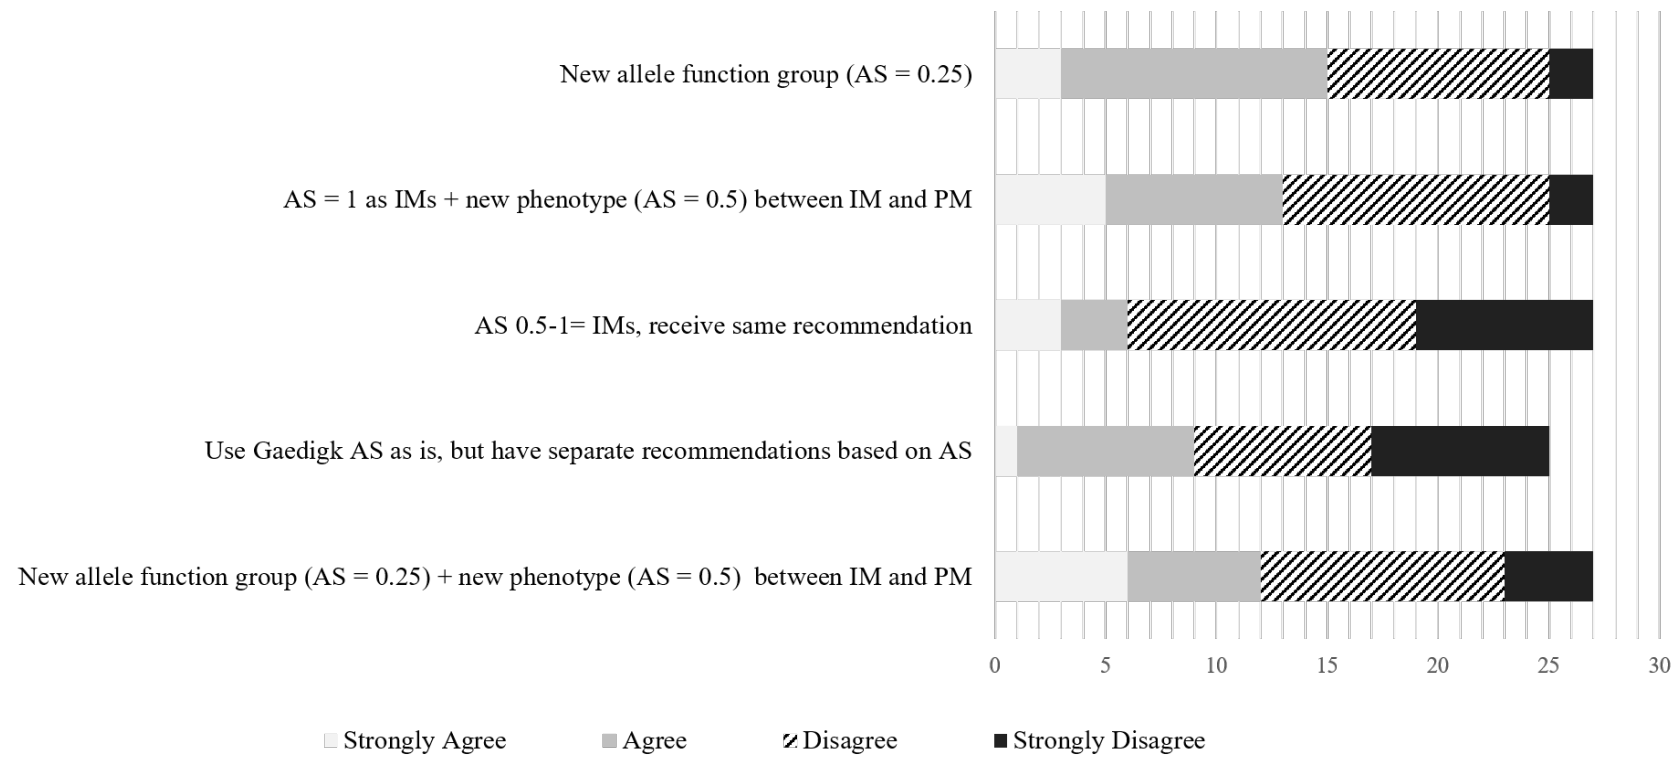 New allele function group (AS = 0.25)
AS = 1 as IMs + new phenotype (AS = 0.5) between IM and PM
AS 0.5-1= IMs, receive same recommendation
Use Gaedigk AS as is, but have separate recommendations based on AS
New allele function group (AS = 0.25) + new phenotype (AS = 0.5)  between IM and PM
0 5 10 15 20 25 30
Strongly Agree Agree Disagree Strongly Disagree